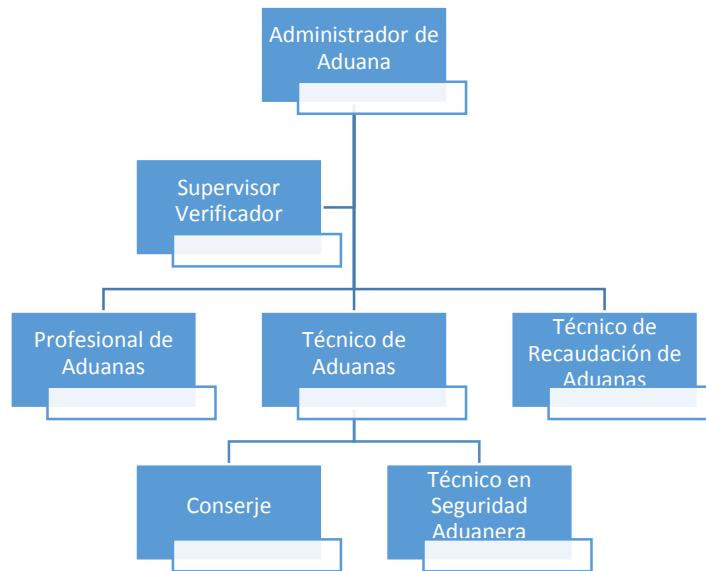 Administrador de
Aduana
Supervisor
Verificador
Profesional de
Aduanas
Técnico de
Aduanas
Técnico de
Recaudación de
Aduanas
Conserje
Técnico en
Seguridad
Aduanera